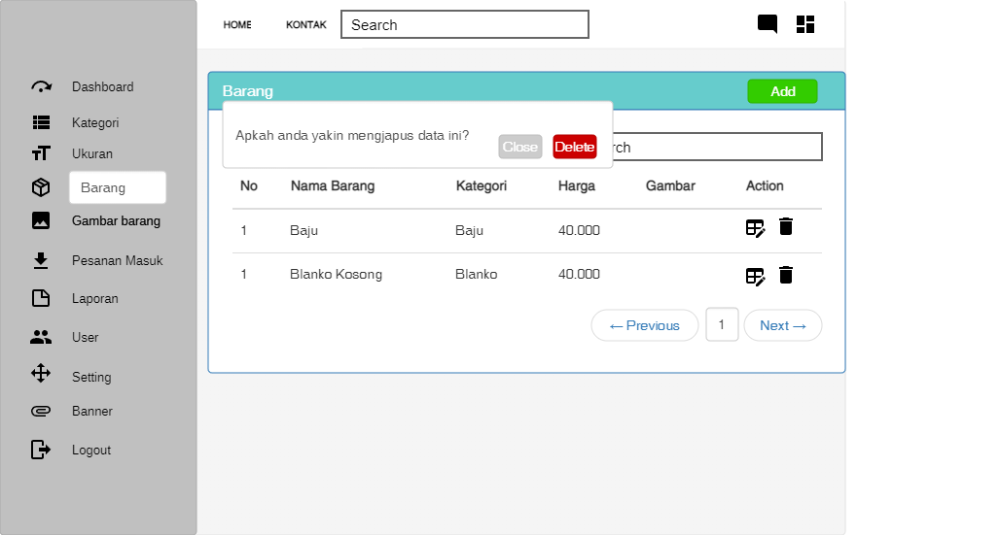 HOME KONTAK Search
Dashboard
Kategori
Ukuran
Barang
Gambar barang
Pesanan Masuk
Laporan
User
Setting
Banner
Logout
Barang Add
Apkah anda yakin mengjapus data ini? Close Delete
rch
No Nama Barang Kategori Harga Gambar Action
1 Baju Baju 40.000
1 Blanko Kosong Blanko 40.000
← Previous 1 Next →